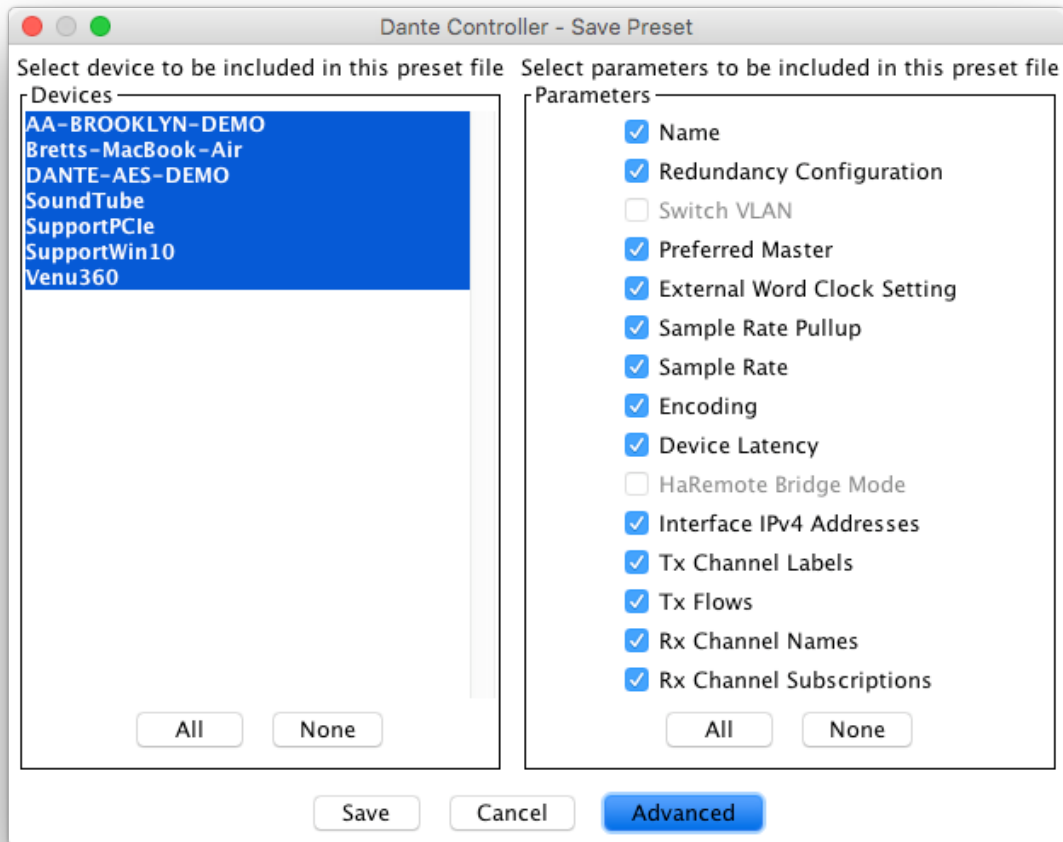 Dante Controller - Save Preset
Select device to be included in this preset file
Devices
AA-BROOKLYN-DEMO
Bretts-MacBook-Air
DANTE-AES-DEMO
SoundTube
SupportPCIe
SupportWin10
Venu360
All None
Select parameters to be included in this preset file
Parameters
Name
Redundancy Configuration
Switch VLAN
Preferred Master
External Word Clock Setting
Sample Rate Pullup
Sample Rate
Encoding
Device Latency
HaRemote Bridge Mode
Interface IPv4 Addresses
Tx Channel Labels
Tx Flows
Rx Channel Names
Rx Channel Subscriptions
All None
Save Cancel Advanced